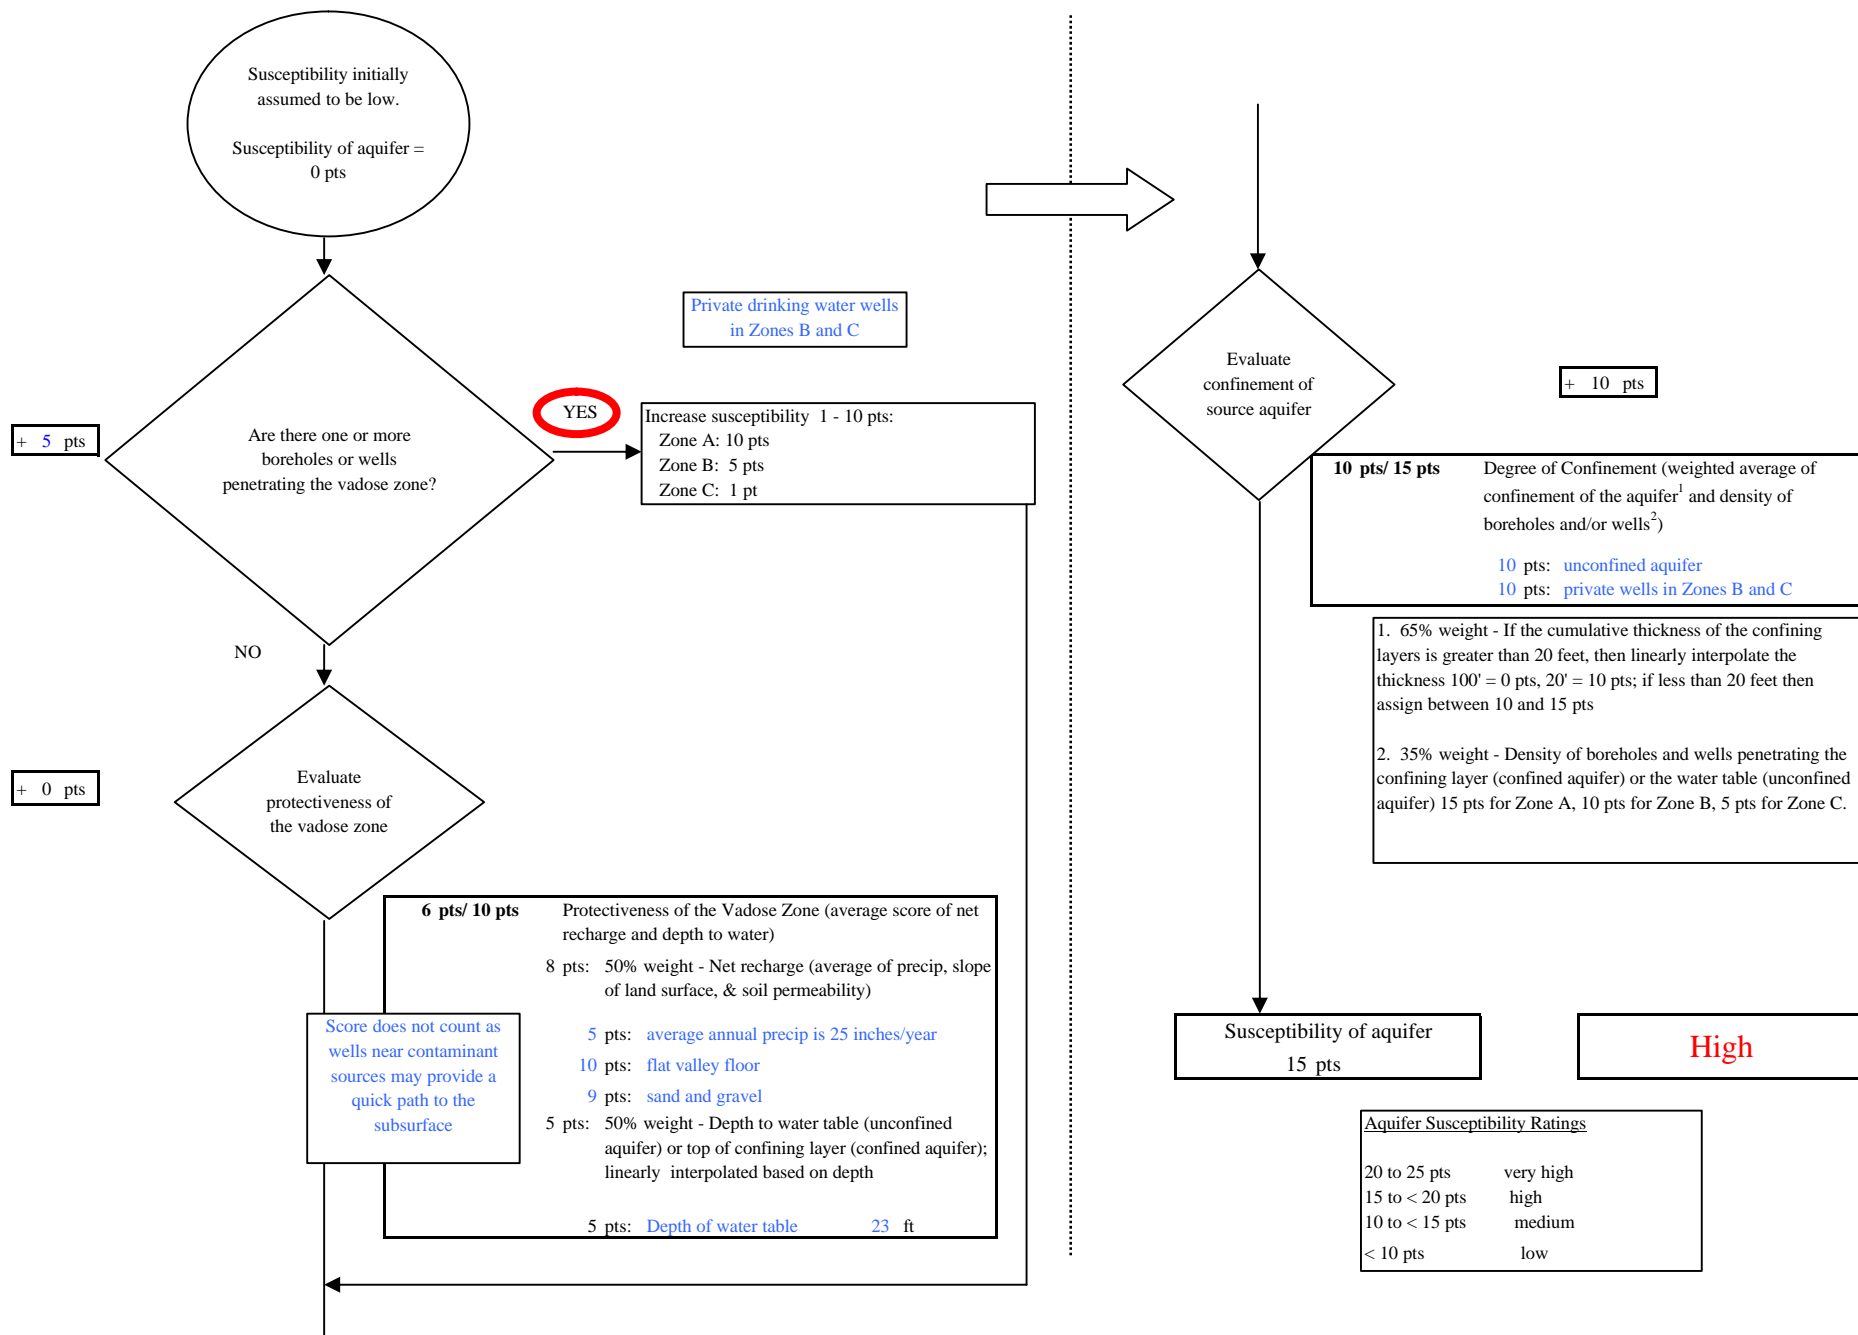 Susceptibility initially
assumed to be low.
Susceptibility of aquifer =
0 pts
Private drinking water wells
in Zones B and C
YES
+ 5 pts
Are there one or more
boreholes or wells
penetrating the vadose zone?
Increase susceptibility 1 - 10 pts:
Zone A: 10 pts
Zone B: 5 pts
Zone C: 1 pt
NO
+ 0 pts
Evaluate
protectiveness of
the vadose zone
6 pts/ 10 pts Protectiveness of the Vadose Zone (average score of net
recharge and depth to water)
8 pts: 50% weight - Net recharge (average of precip, slope
of land surface, & soil permeability)
5 pts: average annual precip is 25 inches/year
10 pts: flat valley floor
9 pts: sand and gravel
5 pts: 50% weight - Depth to water table (unconfined
aquifer) or top of confining layer (confined aquifer);
linearly interpolated based on depth
5 pts: Depth of water table 23 ft
Score does not count as
wells near contaminant
sources may provide a
quick path to the
subsurface
Evaluate
confinement of
source aquifer
+ 10 pts
10 pts/ 15 pts Degree of Confinement (weighted average of
confinement of the aquifer1 and density of
boreholes and/or wells2)
10 pts: unconfined aquifer
10 pts: private wells in Zones B and C
1. 65% weight - If the cumulative thickness of the confining
layers is greater than 20 feet, then linearly interpolate the
thickness 100' = 0 pts, 20' = 10 pts; if less than 20 feet then
assign between 10 and 15 pts
2. 35% weight - Density of boreholes and wells penetrating the
confining layer (confined aquifer) or the water table (unconfined
aquifer) 15 pts for Zone A, 10 pts for Zone B, 5 pts for Zone C.
Susceptibility of aquifer
15 pts
High
Aquifer Susceptibility Ratings
20 to 25 pts very high
15 to < 20 pts high
10 to < 15 pts medium
< 10 pts low